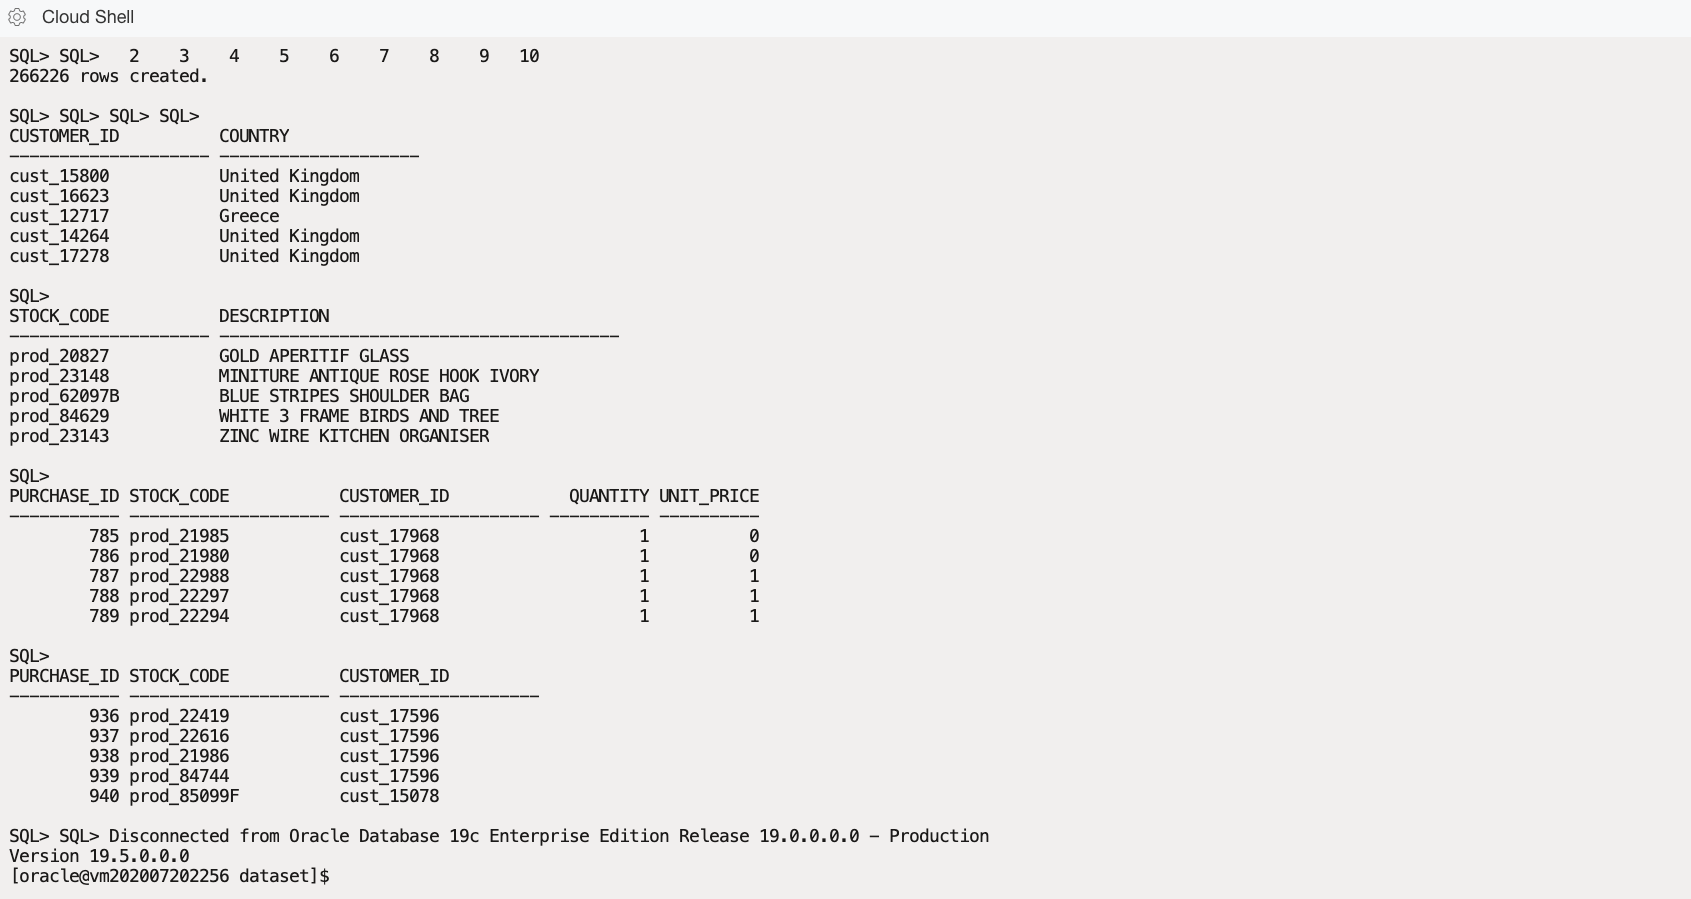 Cloud Shell
SQL> SQL>   2    3    4    5    6    7    8    9   10
266226 rows created.
SQL> SQL> SQL> SQL>
CUSTOMER_ID          COUNTRY
-------------------- --------------------
cust_15800           United Kingdom
cust_16623           United Kingdom
cust_12717           Greece
cust_14264           United Kingdom
cust_17278           United Kingdom
SQL>
STOCK_CODE           DESCRIPTION
-------------------- ----------------------------------------
prod_20827           GOLD APERITIF GLASS
prod_23148           MINITURE ANTIQUE ROSE HOOK IVORY
prod_62097B          BLUE STRIPES SHOULDER BAG
prod_84629           WHITE 3 FRAME BIRDS AND TREE
prod_23143           ZINC WIRE KITCHEN ORGANISER
SQL>
PURCHASE_ID STOCK_CODE           CUSTOMER_ID            QUANTITY UNIT_PRICE
----------- -------------------- -------------------- ---------- ----------
        785 prod_21985           cust_17968                    1          0
        786 prod_21980           cust_17968                    1          0
        787 prod_22988           cust_17968                    1          1
        788 prod_22297           cust_17968                    1          1
        789 prod_22294           cust_17968                    1          1
SQL>
PURCHASE_ID STOCK_CODE           CUSTOMER_ID
----------- -------------------- --------------------
        936 prod_22419           cust_17596
        937 prod_22616           cust_17596
        938 prod_21986           cust_17596
        939 prod_84744           cust_17596
        940 prod_85099F          cust_15078
SQL> SQL> Disconnected from Oracle Database 19c Enterprise Edition Release 19.0.0.0.0 - Production
Version 19.5.0.0.0
[oracle@vm202007202256 dataset]$